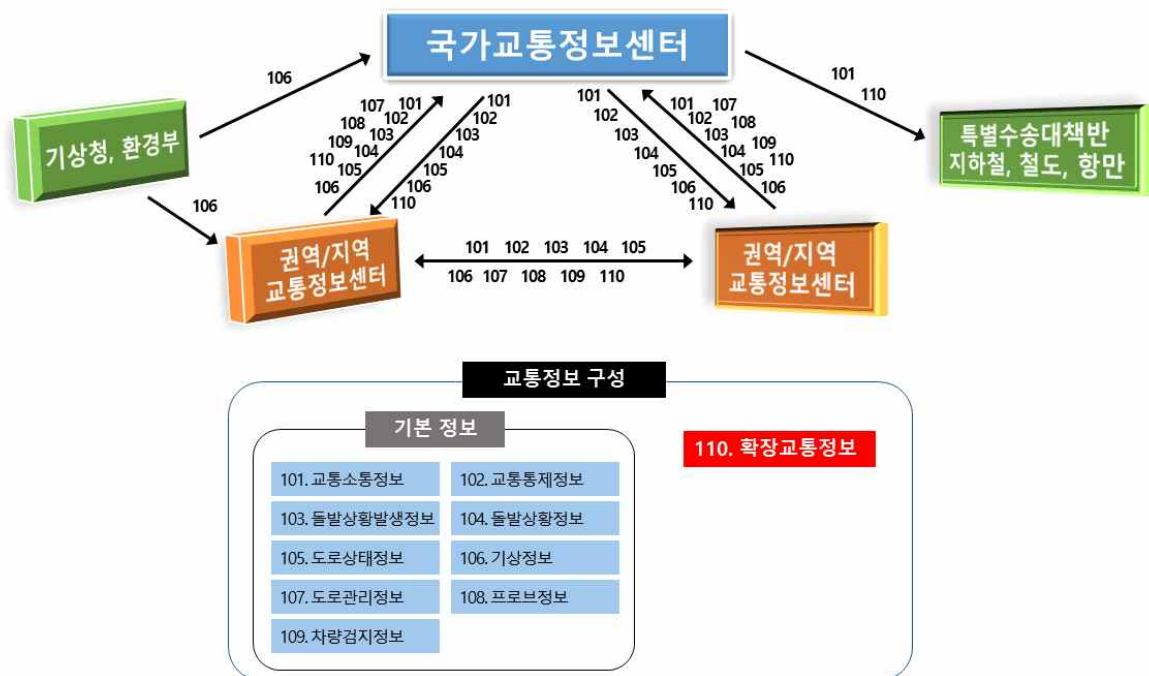 국가교통정보센터
106
101
110
기상청, 환경부
특별수송대책반
지하철, 철도, 항만
107 101
108 102
109 103
110 104
105
106
101
102
103
104
105
106
110
101
102
103
104
105
106
110
101 107
102 108
103
104 109
105 110
106
106
권역/지역
교통정보센터
101 102 103 104 105
106 107 108 109 110
권역/지역
교통정보센터
교통정보 구성
기본 정보
110. 확장교통정보
101. 교통소통정보
102. 교통통제정보
103. 돌발상황발생정보
104. 돌발상황정보
105. 도로상태정보
106. 기상정보
107. 도로관리정보
108. 프로브정보
109. 차량검지정보